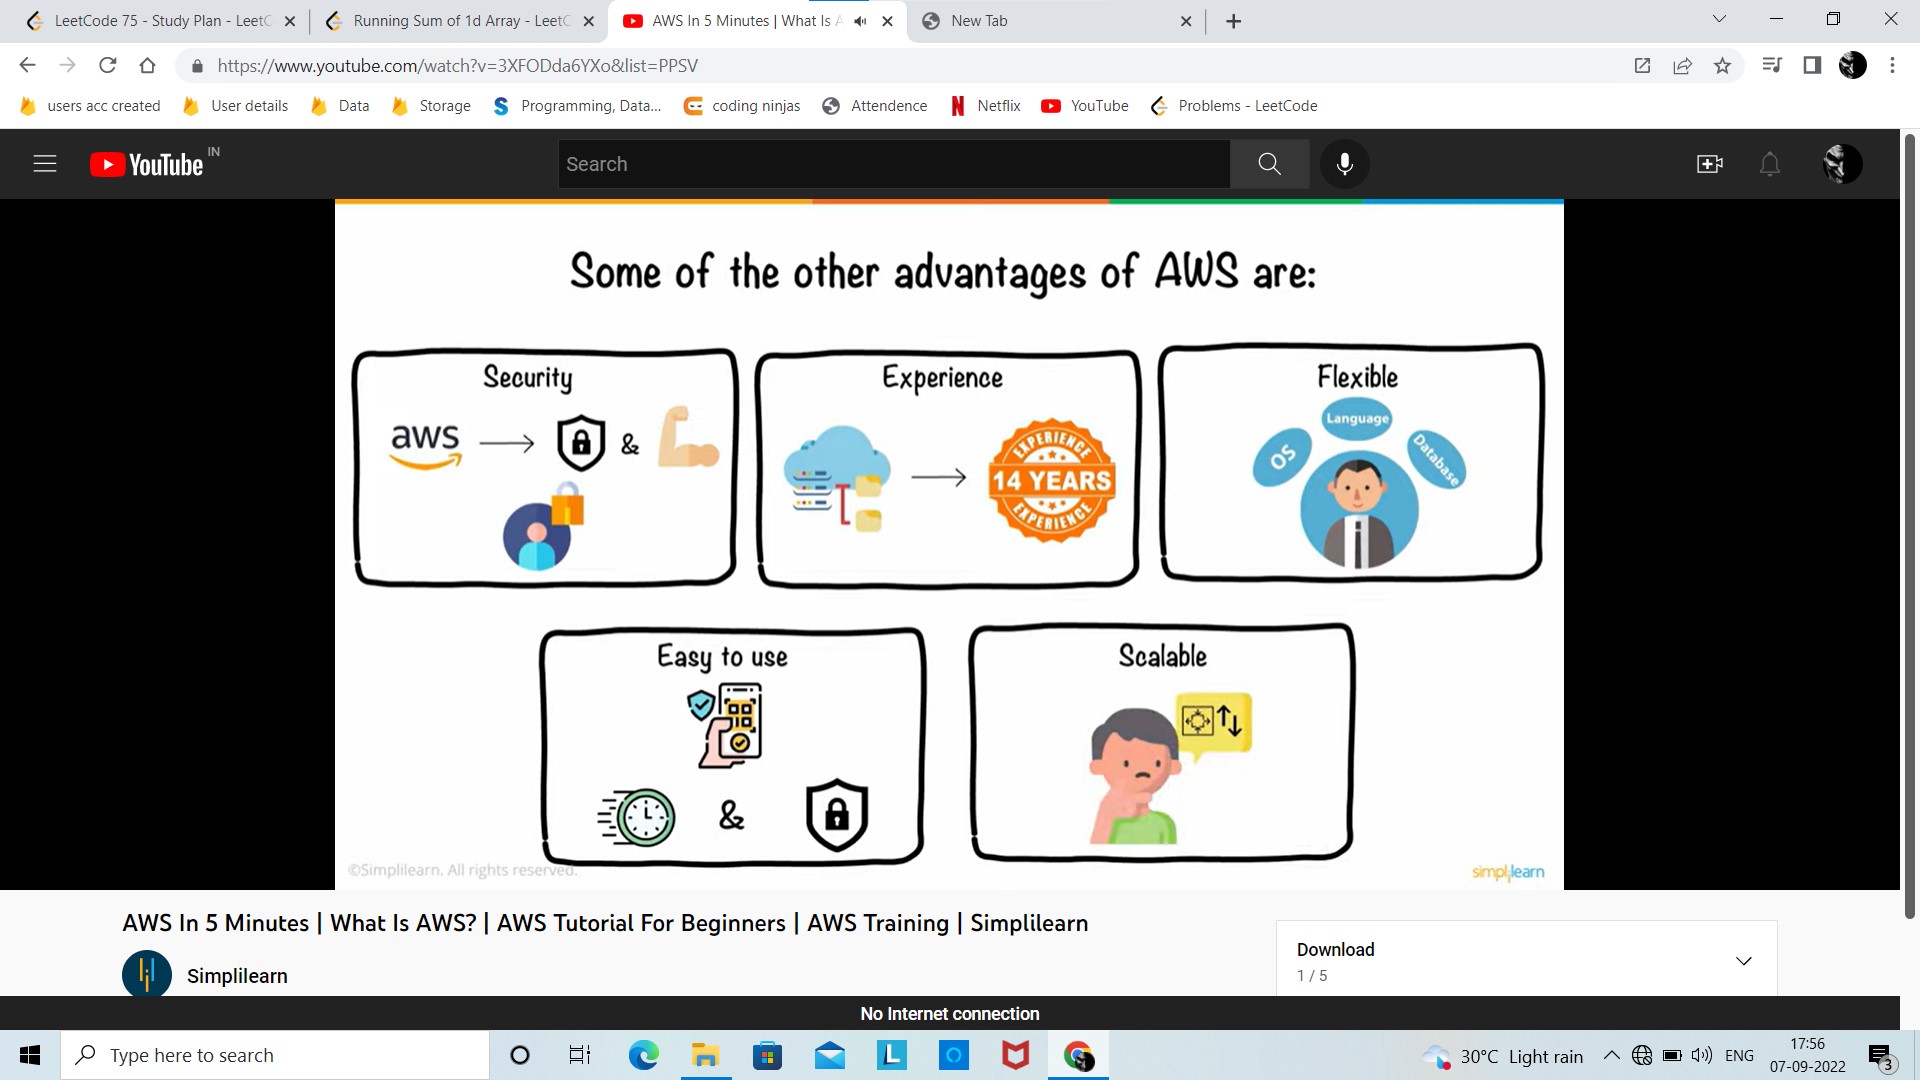 LeetCode 75 - Study Plan - LeetC
Running Sum of 1d Array - LeetC
AWS In 5 Minutes | What Is A
New Tab
https://www.youtube.com/watch?v=3XFODda6YXo&list=PPSV
users acc created
User details
Data
Storage
Programming, Data...
coding ninjas
Attendence
Netflix
YouTube
Problems - LeetCode
YouTube IN
Search
Some of the other advantages of AWS are:
Security
Experience
Flexible
aws
&
EXPERIENCE
14 YEARS
EXPERIENCE
OS
Language
Database
Easy to use
Scalable
&
©Simplilearn. All rights reserved.
simplilearn
AWS In 5 Minutes | What Is AWS? | AWS Tutorial For Beginners | AWS Training | Simplilearn
Simplilearn
Download
1 / 5
No Internet connection
Type here to search
L
30°C Light rain
ENG
17:56
07-09-2022
3